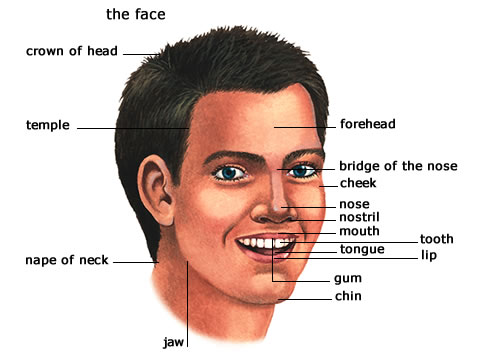 the face
crown of head
temple
forehead
bridge of the nose
cheek
nose
nostril
mouth
tooth
tongue
lip
nape of neck
gum
chin
jaw